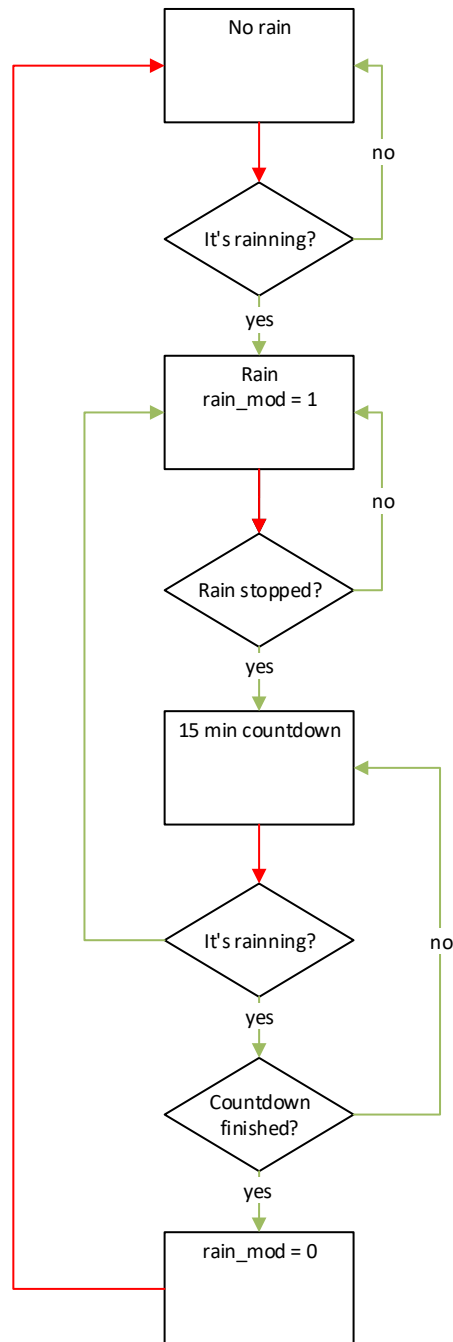 No rain
no
It's rainning?
yes
Rain
rain_mod = 1
no
Rain stopped?
yes
15 min countdown
It's rainning?
no
yes
Countdown
finished?
yes
rain_mod = 0